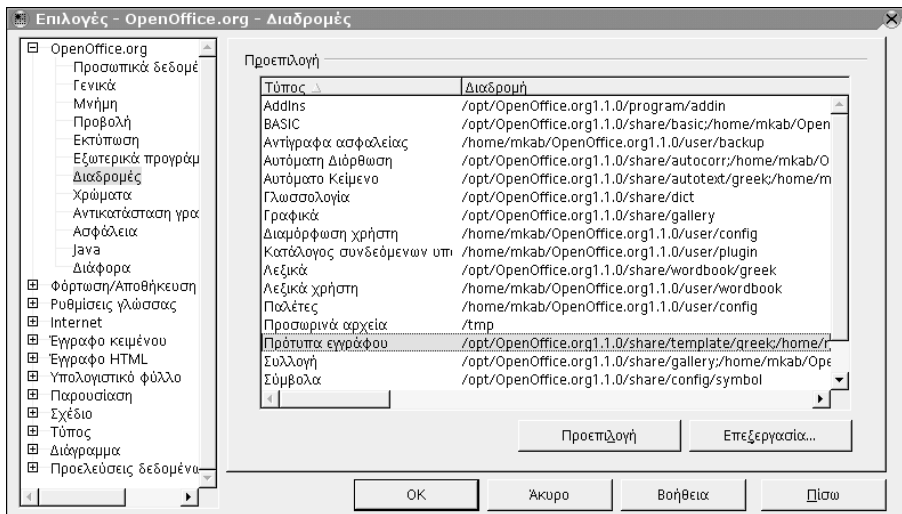 Επιλογές - OpenOffice.org - Διαδρομές
OpenOffice.org
Προσωπικά δεδομέ
Γενικά
Μνήμη
Προβολή
Εκτύπωση
Εξωτερικά προγράμ
Διαδρομές
Χρώματα
Αντικατάσταση γρα
Ασφάλεια
Java
Διάφορα
Φόρτωση/Αποθήκευση
Ρυθμίσεις γλώσσας
Internet
Έγγραφο κειμένου
Έγγραφο HTML
Υπολογιστικό φύλλο
Παρουσίαση
Σχέδιο
Τύπος
Διάγραμμα
Προελεύσεις δεδομένω
Προεπιλογή
Τύπος Διαδρομή
AddIns /opt/OpenOffice.org1.1.0/program/addin
BASIC /opt/OpenOffice.org1.1.0/share/basic;/home/mkab/Open
Αντίγραφα ασφαλείας /home/mkab/OpenOffice.org1.1.0/user/backup
Αυτόματη Διόρθωση /opt/OpenOffice.org1.1.0/share/autocorr;/home/mkab/O
Αυτόματο Κείμενο /opt/OpenOffice.org1.1.0/share/autotext/greek;/home/m
Γλωσσολογία /opt/OpenOffice.org1.1.0/share/dict
Γραφικά /opt/OpenOffice.org1.1.0/share/gallery
Διαμόρφωση χρήστη /home/mkab/OpenOffice.org1.1.0/user/config
Κατάλογος συνδεόμενων υπ /home/mkab/OpenOffice.org1.1.0/user/plugin
Λεξικά /opt/OpenOffice.org1.1.0/share/wordbook/greek
Λεξικά χρήστη /home/mkab/OpenOffice.org1.1.0/user/wordbook
Παλέτες /home/mkab/OpenOffice.org1.1.0/user/config
Προσωρινά αρχεία /tmp
Πρότυπα εγγράφου /opt/OpenOffice.org1.1.0/share/template/greek;/home/r
Συλλογή /opt/OpenOffice.org1.1.0/share/gallery;/home/mkab/Ope
Σύμβολα /opt/OpenOffice.org1.1.0/share/config/symbol
Προεπιλογή Επεξεργασία...
OK Άκυρο Βοήθεια Πίσω